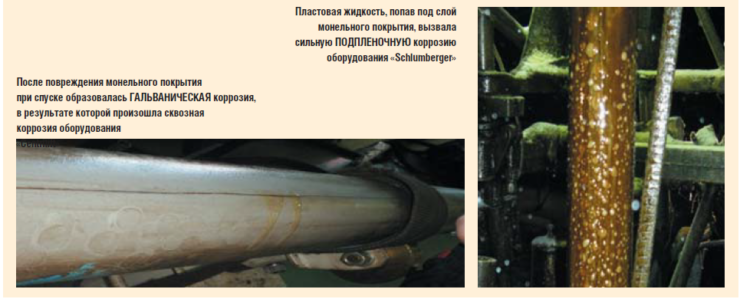 Пластовая жидкость, попав под слой
монельного покрытия, вызвала
сильную ПОДПЛЕНОЧНУЮ коррозию
оборудования «Schlumberger»
После повреждения монельного покрытия
при спуске образовалась ГАЛЬВАНИЧЕСКАЯ коррозия,
в результате которой произошла сквозная
коррозия оборудования